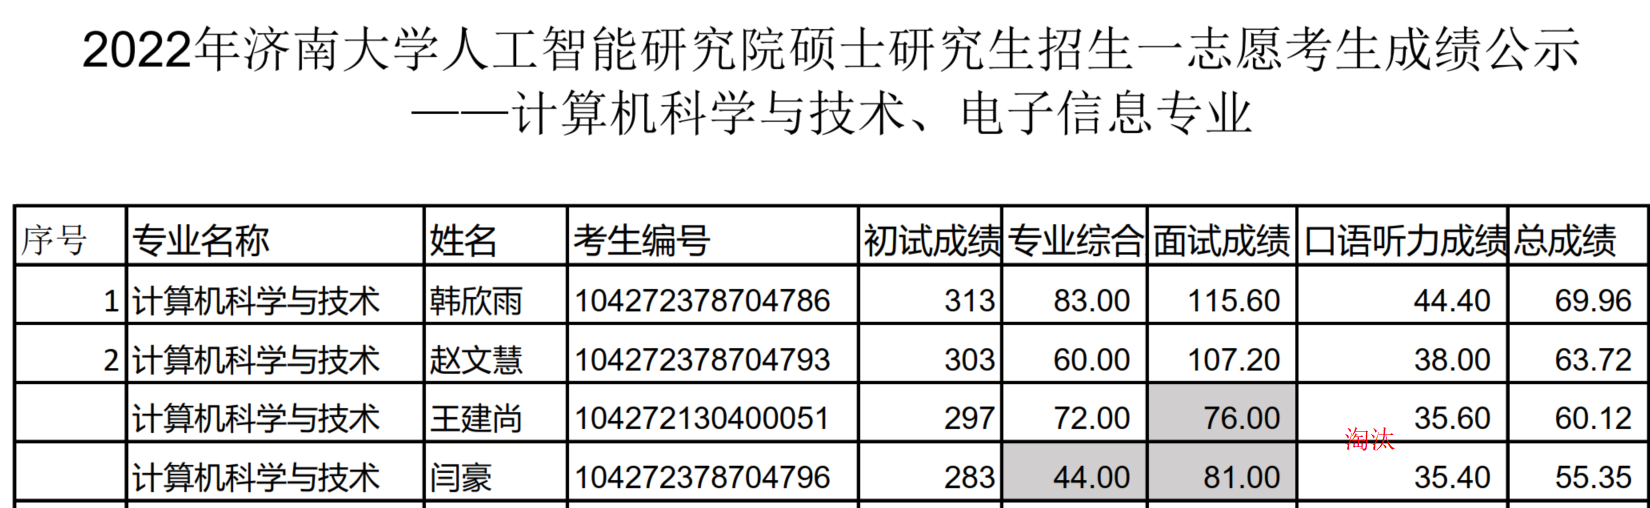 2022年济南大学人工智能研究院硕士研究生招生一志愿考生成绩公示
——计算机科学与技术、电子信息专业
序号 专业名称 姓名 考生编号 初试成绩 专业综合 面试成绩 口语听力成绩 总成绩
1 计算机科学与技术 韩欣雨 104272378704786 313 83.00 115.60 44.40 69.96
2 计算机科学与技术 赵文慧 104272378704793 303 60.00 107.20 38.00 63.72
计算机科学与技术 王建尚 104272130400051 297 72.00 76.00 35.60 60.12
淘汰
计算机科学与技术 闫豪 104272378704796 283 44.00 81.00 35.40 55.35